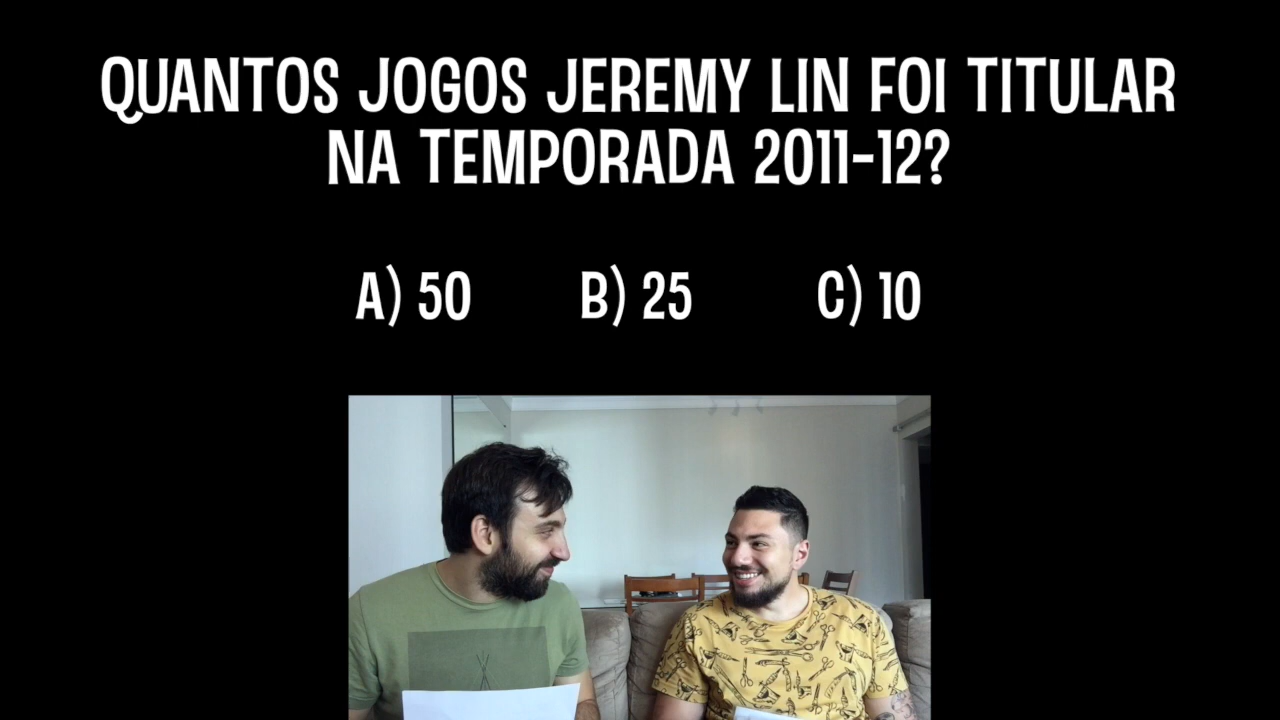 QUANTOS JOGOS JEREMY LIN FOI TITULAR
NA TEMPORADA 2011-12?
A) 50 B) 25 C) 10